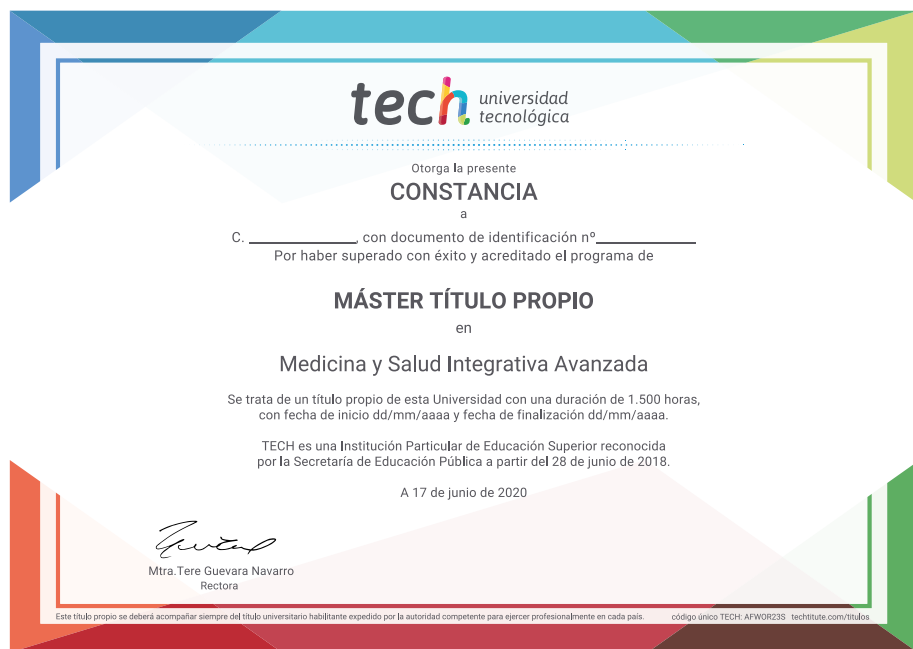 tech universidad
tecnológica
Otorga la presente
CONSTANCIA
a
C. ______________, con documento de identificación nº_____________
Por haber superado con éxito y acreditado el programa de
MÁSTER TÍTULO PROPIO
en
Medicina y Salud Integrativa Avanzada
Se trata de un título propio de esta Universidad con una duración de 1.500 horas,
con fecha de inicio dd/mm/aaaa y fecha de finalización dd/mm/aaaa.
TECH es una Institución Particular de Educación Superior reconocida
por la Secretaría de Educación Pública a partir del 28 de junio de 2018.
A 17 de junio de 2020
Mtra.Tere Guevara Navarro
Rectora
Este título propio se deberá acompañar siempre del título universitario habilitante expedido por la autoridad competente para ejercer profesionalmente en cada país. código único TECH: AFWOR23S techtitute.com/titulos